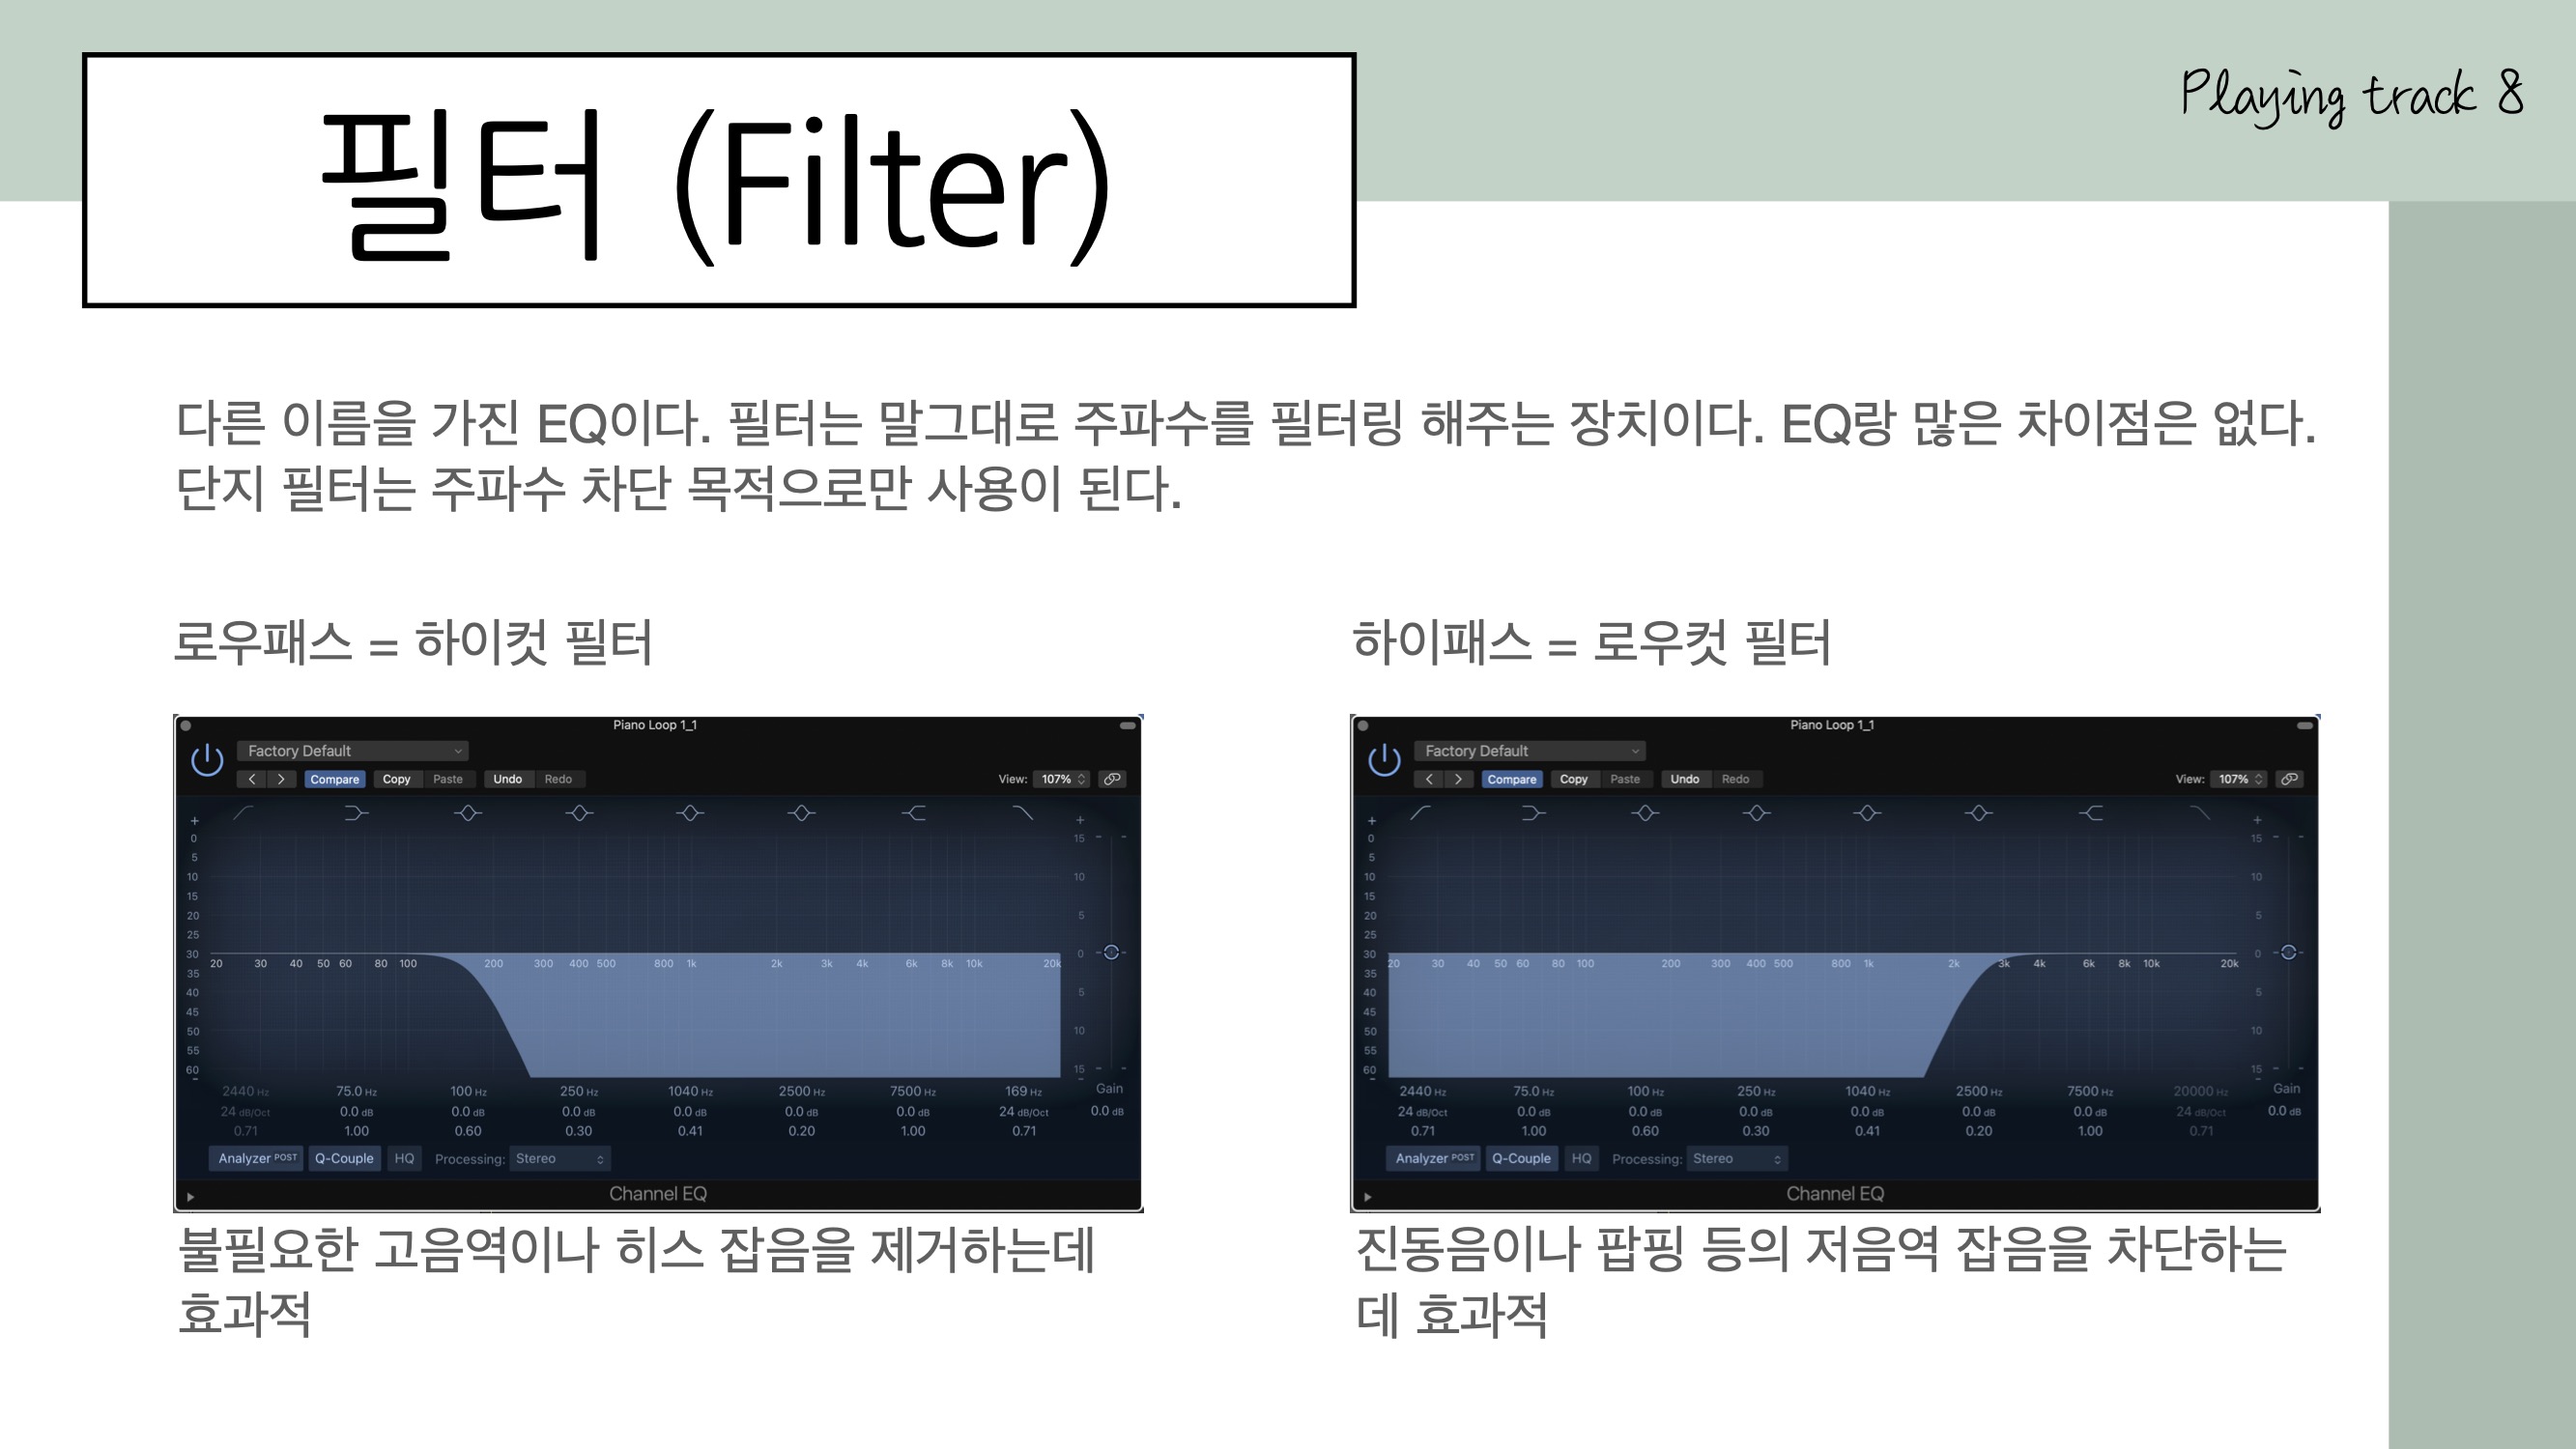 Playing track 8
필터 (Filter)
다른 이름을 가진 EQ이다. 필터는 말그대로 주파수를 필터링 해주는 장치이다. EQ랑 많은 차이점은 없다.
단지 필터는 주파수 차단 목적으로만 사용이 된다.
로우패스 = 하이컷 필터
Piano Loop 1_1
Factory Default
< > Compare Copy Paste Undo Redo View: 107%
+ +
0 15
5
10 10
15
20 5
25
30 0
20 30 40 50 60 80 100 200 300 400 500 800 1k 2k 3k 4k 6k 8k 10k 20k
35
40 5
45
50 10
55
60 15
- -
2440 Hz 75.0 Hz 100 Hz 250 Hz 1040 Hz 2500 Hz 7500 Hz 169 Hz Gain
24 dB/Oct 0.0 dB 0.0 dB 0.0 dB 0.0 dB 0.0 dB 0.0 dB 24 dB/Oct 0.0 dB
0.71 1.00 0.60 0.30 0.41 0.20 1.00 0.71
Analyzer POST Q-Couple HQ Processing: Stereo
Channel EQ
불필요한 고음역이나 히스 잡음을 제거하는데
효과적
하이패스 = 로우컷 필터
Piano Loop 1_1
Factory Default
< > Compare Copy Paste Undo Redo View: 107%
+ +
0 15
5
10 10
15
20 5
25
30 0
20 30 40 50 60 80 100 200 300 400 500 800 1k 2k 3k 4k 6k 8k 10k 20k
35
40 5
45
50 10
55
60 15
- -
2440 Hz 75.0 Hz 100 Hz 250 Hz 1040 Hz 2500 Hz 7500 Hz 20000 Hz Gain
24 dB/Oct 0.0 dB 0.0 dB 0.0 dB 0.0 dB 0.0 dB 0.0 dB 24 dB/Oct 0.0 dB
0.71 1.00 0.60 0.30 0.41 0.20 1.00 0.71
Analyzer POST Q-Couple HQ Processing: Stereo
Channel EQ
진동음이나 팝핑 등의 저음역 잡음을 차단하는
데 효과적